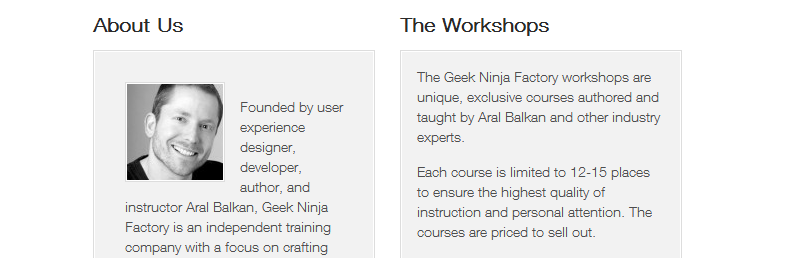 About Us
Founded by user
experience
designer,
developer,
author, and
instructor Aral Balkan, Geek Ninja
Factory is an independent training
company with a focus on crafting
The Workshops
The Geek Ninja Factory workshops are
unique, exclusive courses authored and
taught by Aral Balkan and other industry
experts.
Each course is limited to 12-15 places
to ensure the highest quality of
instruction and personal attention. The
courses are priced to sell out.